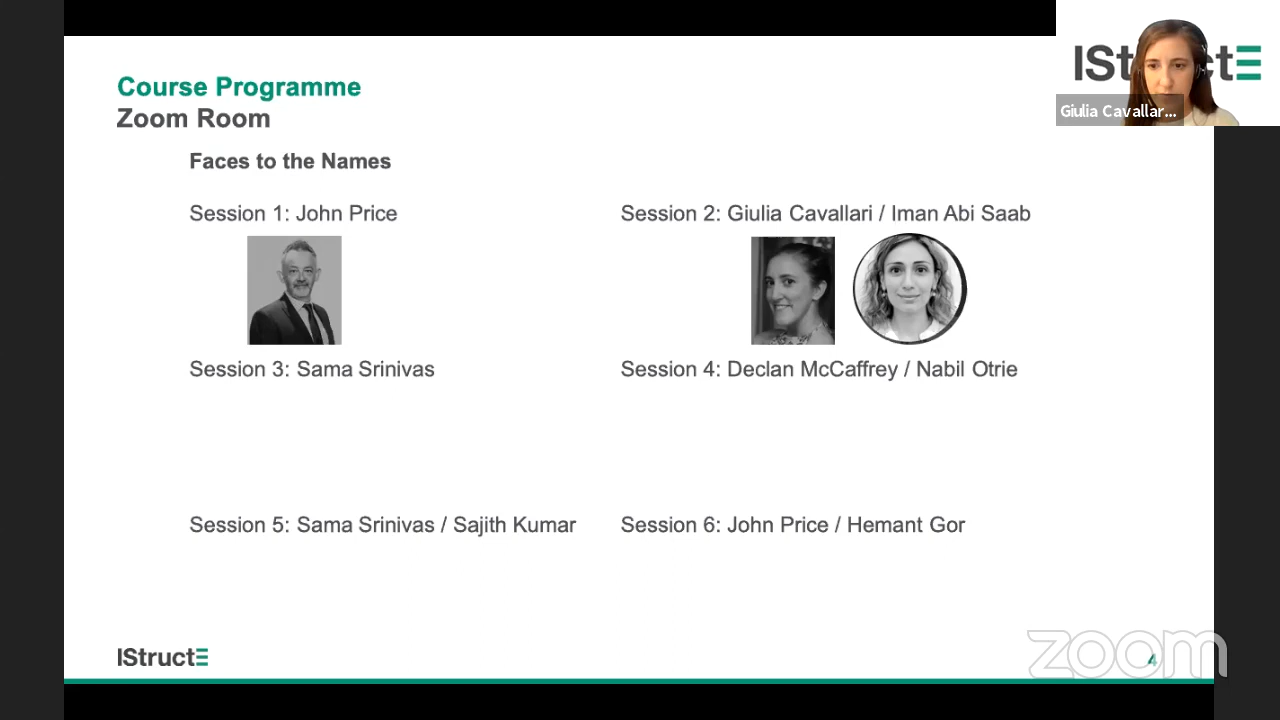 Course Programme
Zoom Room
Faces to the Names
Session 1: John Price
Session 2: Giulia Cavallari / Iman Abi Saab
Session 3: Sama Srinivas
Session 4: Declan McCaffrey / Nabil Otrie
Session 5: Sama Srinivas / Sajith Kumar
Session 6: John Price / Hemant Gor
IStructE
zoom
4
IStructE
Giulia Cavallar...